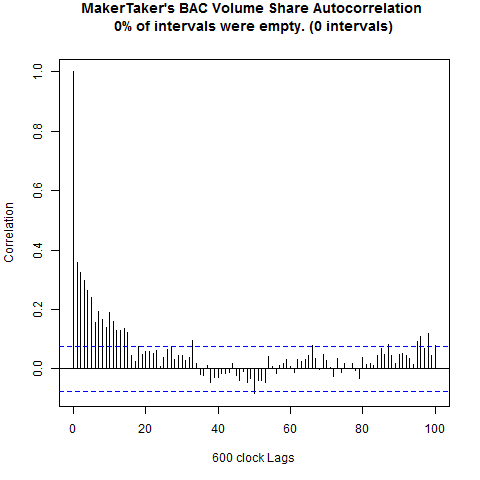 MakerTaker's BAC Volume Share Autocorrelation
0% of intervals were empty. (0 intervals)
1.0
0.8
0.6
0.4
0.2
0.0
Correlation
0 20 40 60 80 100
600 clock Lags